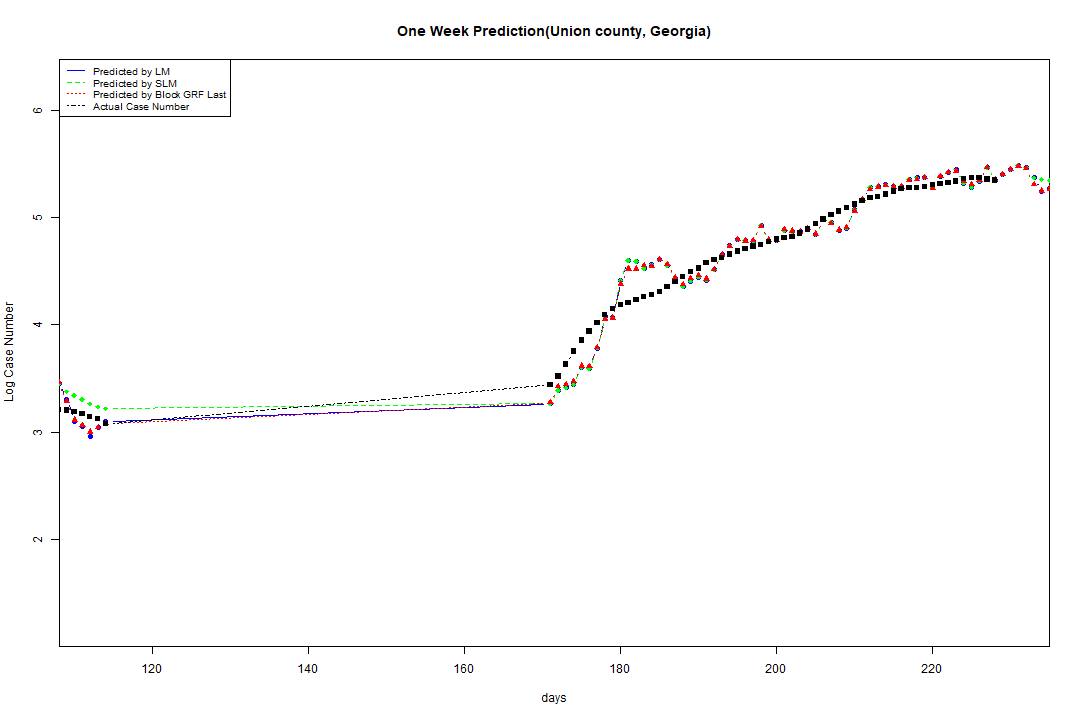 One Week Prediction(Union county, Georgia)
Predicted by LM
Predicted by SLM
Predicted by Block GRF Last
Actual Case Number
6
5
4
3
2
Log Case Number
120 140 160 180 200 220
days